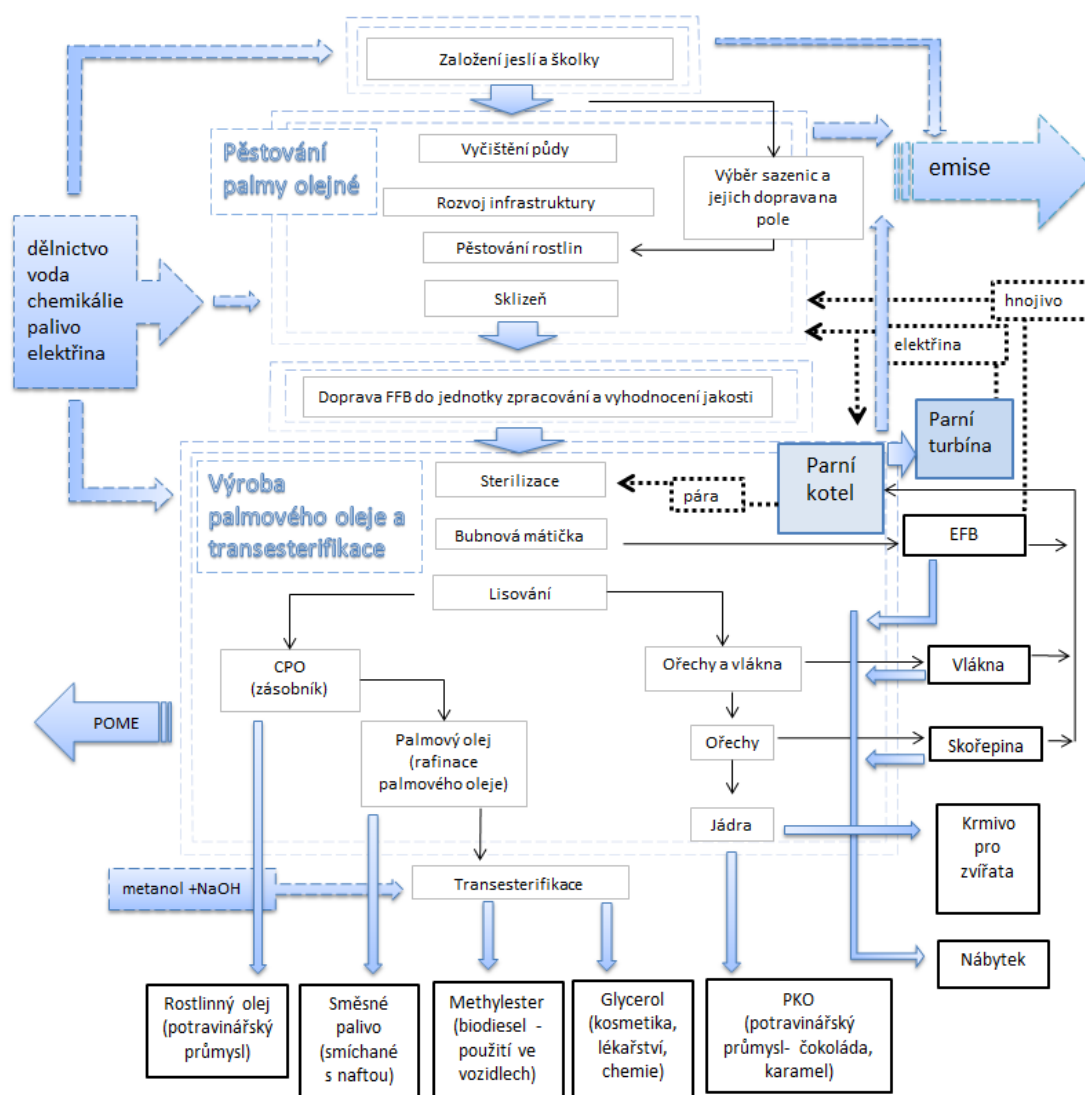 Založení jeslí a školky
Pěstování
palmy olejné
Vyčištění půdy
Rozvoj infrastruktury
Pěstování rostlin
Sklizeň
Výběr sazenic a
jejich doprava na
pole
emise
dělnictvo
voda
chemikálie
palivo
elektřina
hnojivo
elektřina
Doprava FFB do jednotky zpracování a vyhodnocení jakosti
Parní
turbína
Parní
kotel
Výroba
palmového oleje a
transesterifikace
Sterilizace
pára
Bubnová mátička
EFB
Lisování
CPO
(zásobník)
Ořechy a vlákna
Vlákna
POME
Palmový olej
(rafinace
palmového oleje)
Ořechy
Skořepina
Jádra
Krmivo
pro
zvířata
metanol +NaOH
Transesterifikace
Nábytek
Rostlinný olej
(potravinářský
průmysl)
Směsné
palivo
(smíchané
s naftou)
Methylester
(biodiesel -
použití ve
vozidlech)
Glycerol
(kosmetika,
lékařství,
chemie)
PKO
(potravinářský
průmysl- čokoláda,
karamel)